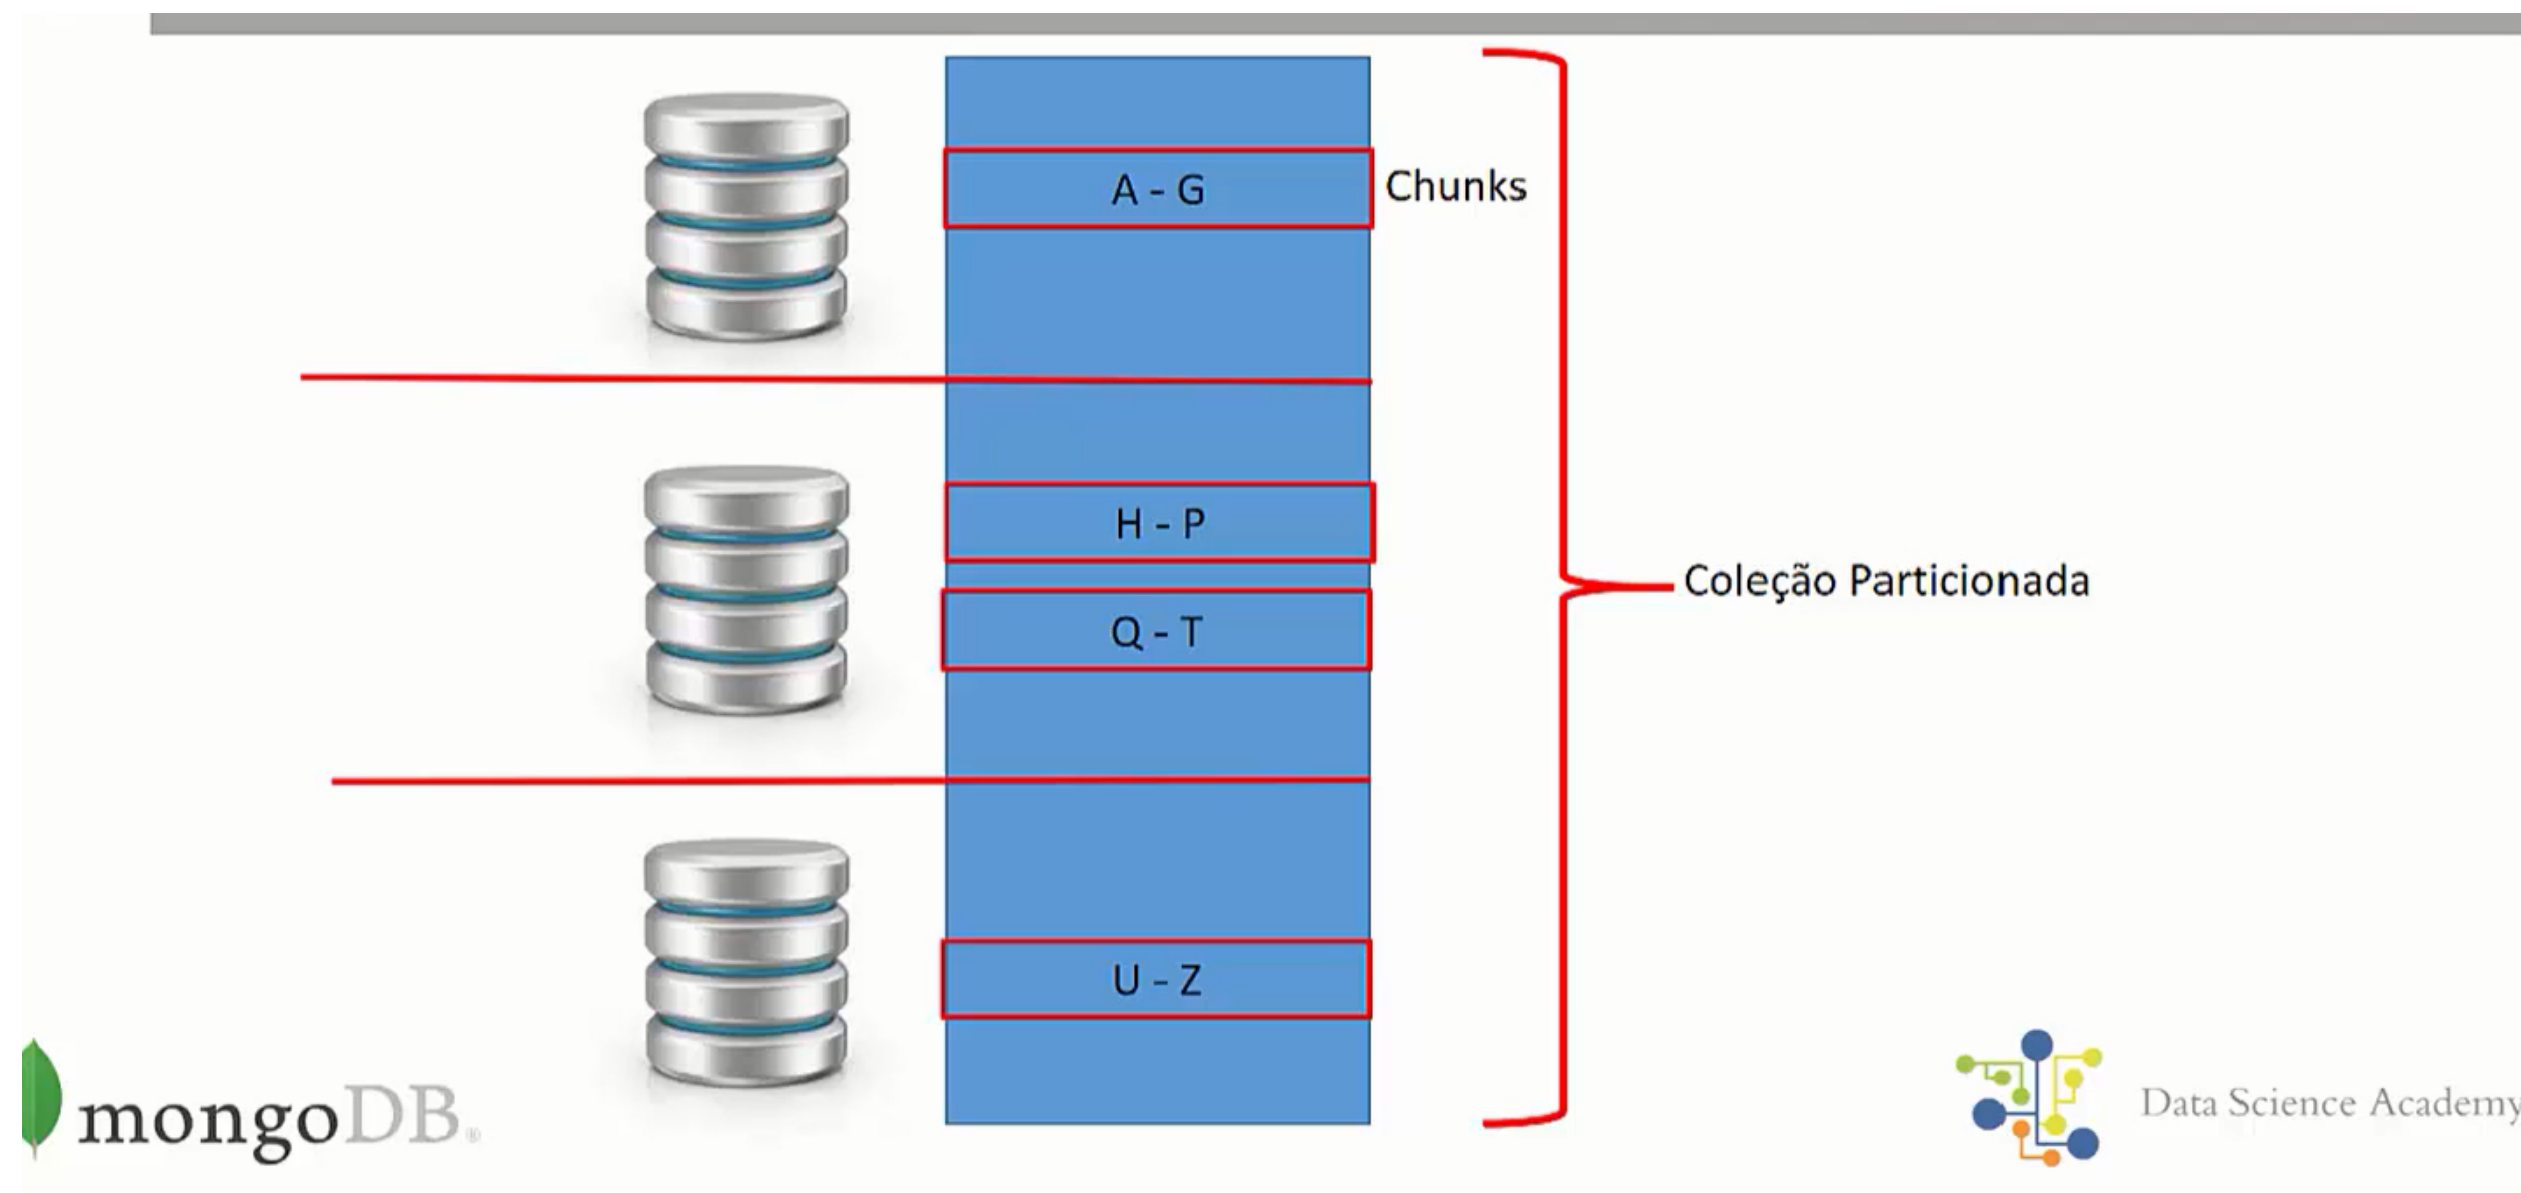 A - G
Chunks
H - P
Q - T
Coleção Particionada
U - Z
mongoDB®
Data Science Academy